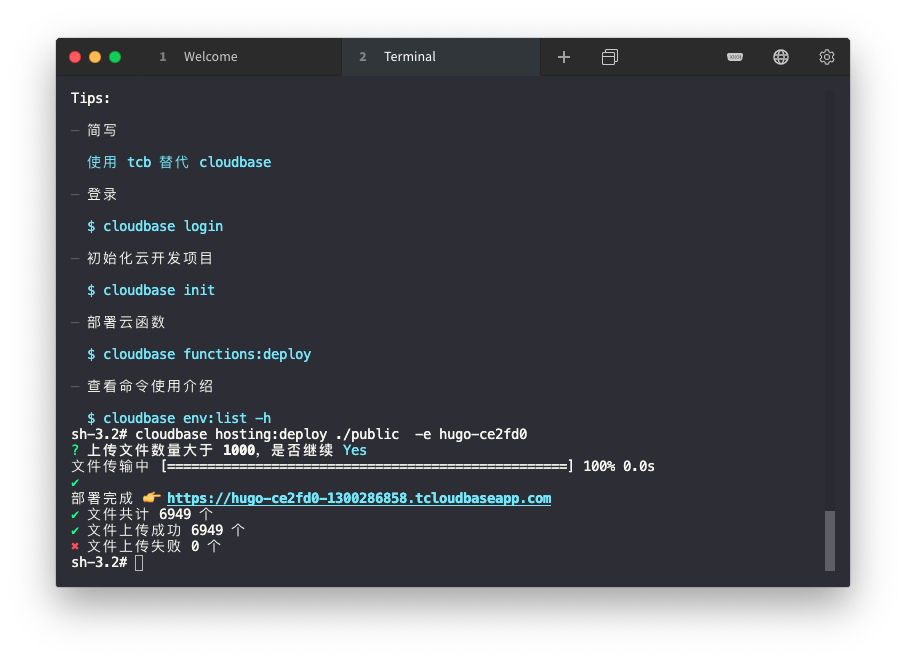 1 Welcome 2 Terminal
Tips:
– 简写
使用 tcb 替代 cloudbase
– 登录
$ cloudbase login
– 初始化云开发项目
$ cloudbase init
– 部署云函数
$ cloudbase functions:deploy
– 查看命令使用介绍
$ cloudbase env:list -h
sh-3.2# cloudbase hosting:deploy ./public  -e hugo-ce2fd0
? 上传文件数量大于 1000, 是否继续 Yes
文件传输中 [==================================================] 100% 0.0s
✔
部署完成 👉 https://hugo-ce2fd0-1300286858.tcloudbaseapp.com
✔ 文件共计 6949 个
✔ 文件上传成功 6949 个
✖ 文件上传失败 0 个
sh-3.2#